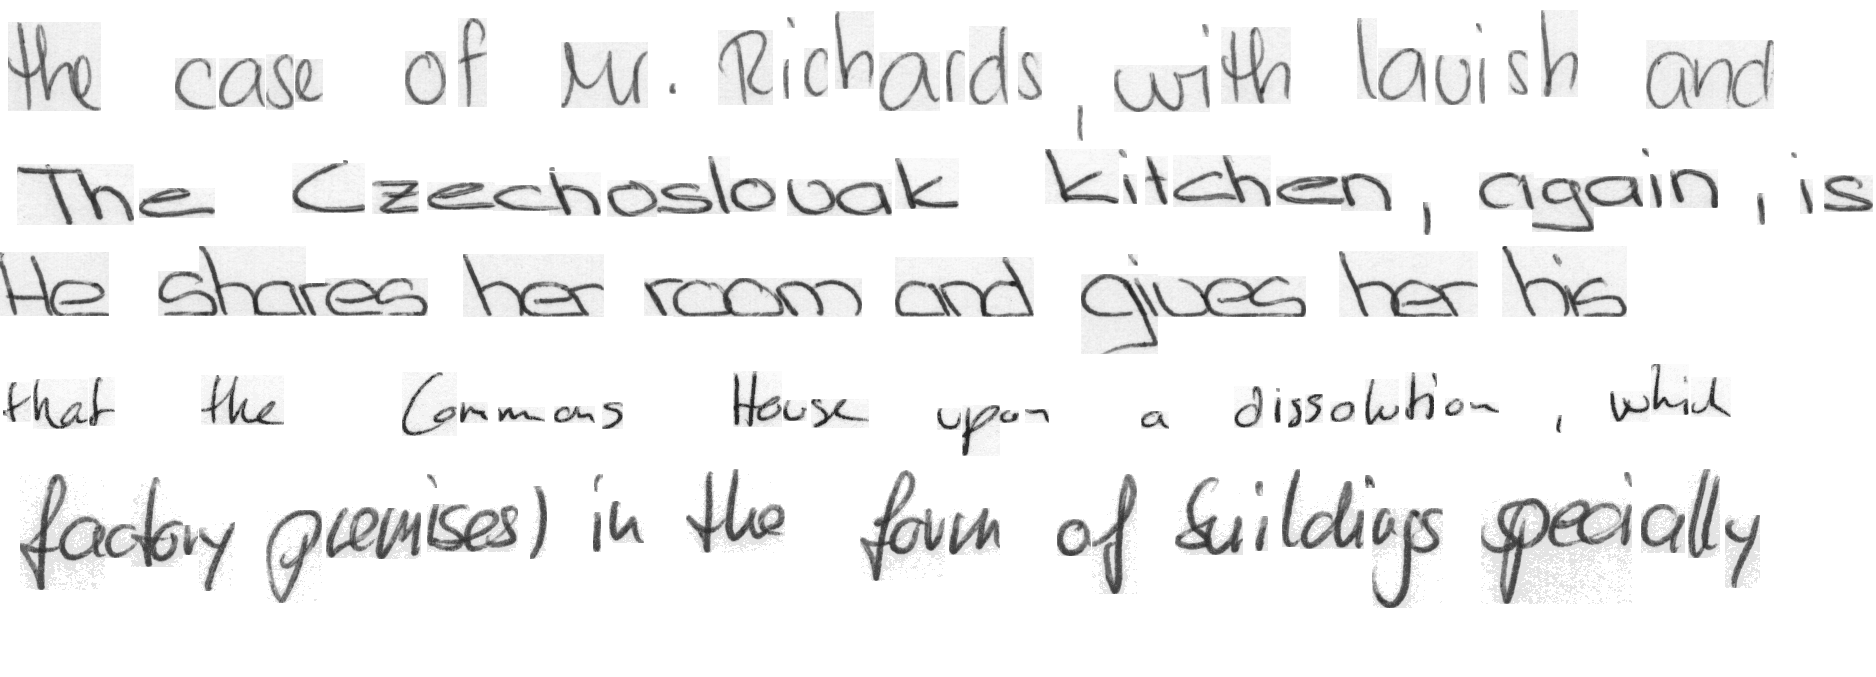 the case of Mr. Richards, with lavish and
The Czechoslovak kitchen, again, is
He shares her room and gives her his
that the Commons House upon a dissolution, which
factory premises) in the form of buildings specially